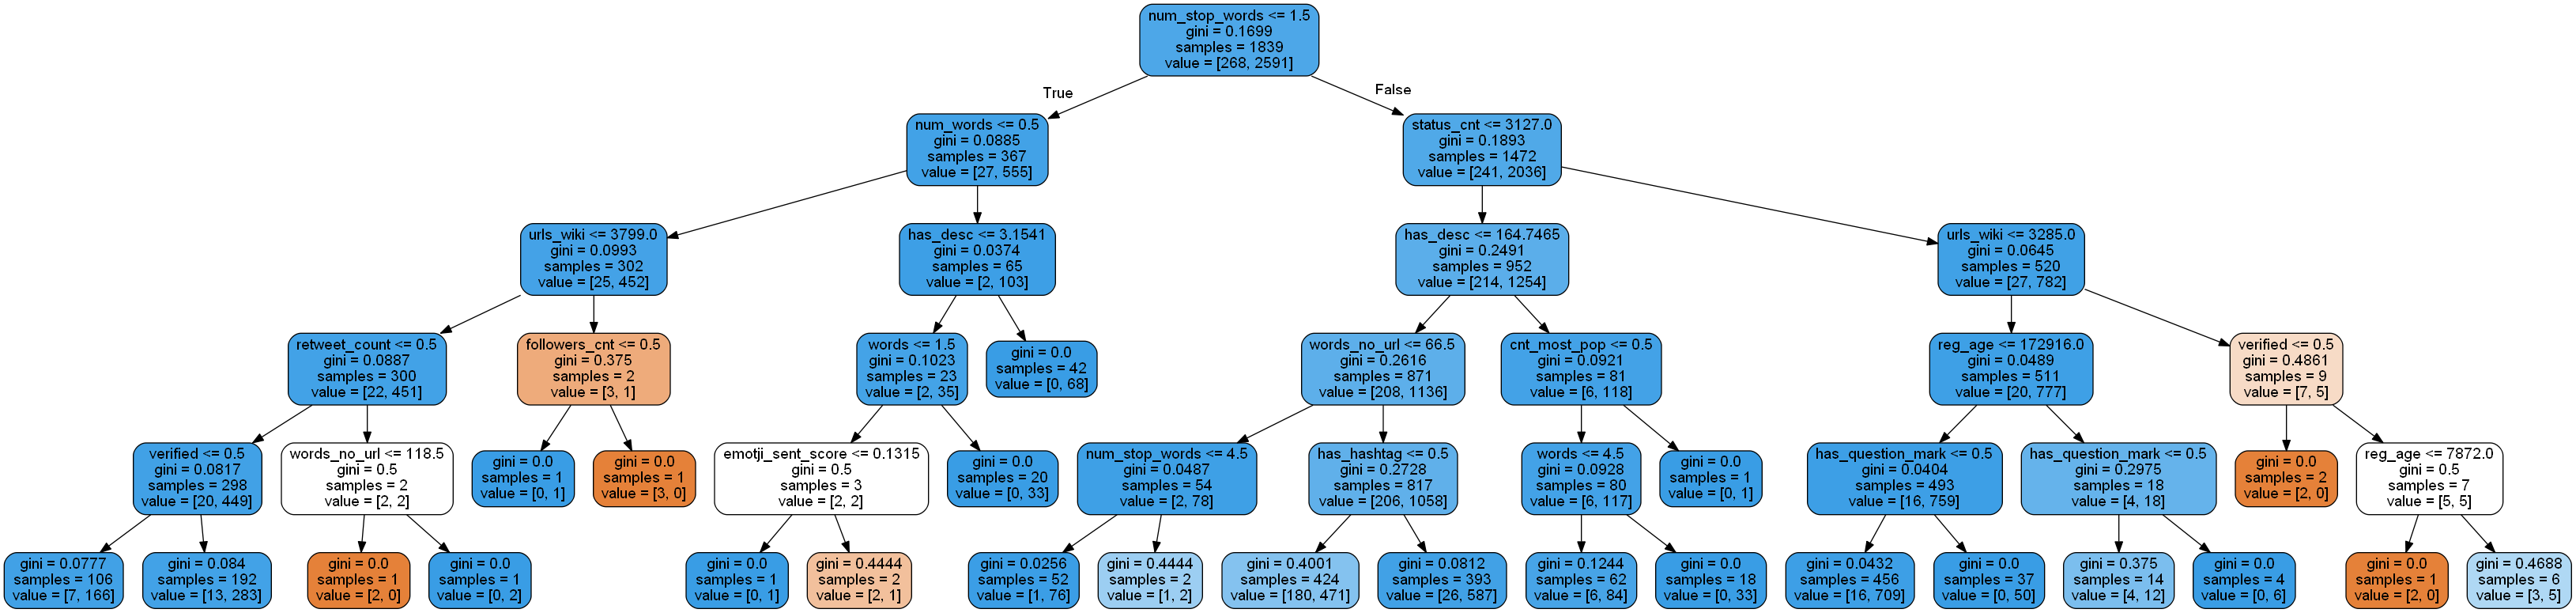 num_stop_words <= 1.5
gini = 0.1699
samples = 1839
value = [268, 2591]
True
False
num_words <= 0.5
gini = 0.0885
samples = 367
value = [27, 555]
status_cnt <= 3127.0
gini = 0.1893
samples = 1472
value = [241, 2036]
urls_wiki <= 3799.0
gini = 0.0993
samples = 302
value = [25, 452]
has_desc <= 3.1541
gini = 0.0374
samples = 65
value = [2, 103]
has_desc <= 164.7465
gini = 0.2491
samples = 952
value = [214, 1254]
urls_wiki <= 3285.0
gini = 0.0645
samples = 520
value = [27, 782]
retweet_count <= 0.5
gini = 0.0887
samples = 300
value = [22, 451]
followers_cnt <= 0.5
gini = 0.375
samples = 2
value = [3, 1]
words <= 1.5
gini = 0.1023
samples = 23
value = [2, 35]
gini = 0.0
samples = 42
value = [0, 68]
words_no_url <= 66.5
gini = 0.2616
samples = 871
value = [208, 1136]
cnt_most_pop <= 0.5
gini = 0.0921
samples = 81
value = [6, 118]
reg_age <= 172916.0
gini = 0.0489
samples = 511
value = [20, 777]
verified <= 0.5
gini = 0.4861
samples = 9
value = [7, 5]
verified <= 0.5
gini = 0.0817
samples = 298
value = [20, 449]
words_no_url <= 118.5
gini = 0.5
samples = 2
value = [2, 2]
gini = 0.0
samples = 1
value = [0, 1]
gini = 0.0
samples = 1
value = [3, 0]
emotji_sent_score <= 0.1315
gini = 0.5
samples = 3
value = [2, 2]
gini = 0.0
samples = 20
value = [0, 33]
num_stop_words <= 4.5
gini = 0.0487
samples = 54
value = [2, 78]
has_hashtag <= 0.5
gini = 0.2728
samples = 817
value = [206, 1058]
words <= 4.5
gini = 0.0928
samples = 80
value = [6, 117]
gini = 0.0
samples = 1
value = [0, 1]
has_question_mark <= 0.5
gini = 0.0404
samples = 493
value = [16, 759]
has_question_mark <= 0.5
gini = 0.2975
samples = 18
value = [4, 18]
gini = 0.0
samples = 2
value = [2, 0]
reg_age <= 7872.0
gini = 0.5
samples = 7
value = [5, 5]
gini = 0.0777
samples = 106
value = [7, 166]
gini = 0.084
samples = 192
value = [13, 283]
gini = 0.0
samples = 1
value = [2, 0]
gini = 0.0
samples = 1
value = [0, 2]
gini = 0.0
samples = 1
value = [0, 1]
gini = 0.4444
samples = 2
value = [2, 1]
gini = 0.0256
samples = 52
value = [1, 76]
gini = 0.4444
samples = 2
value = [1, 2]
gini = 0.4001
samples = 424
value = [180, 471]
gini = 0.0812
samples = 393
value = [26, 587]
gini = 0.1244
samples = 62
value = [6, 84]
gini = 0.0
samples = 18
value = [0, 33]
gini = 0.0432
samples = 456
value = [16, 709]
gini = 0.0
samples = 37
value = [0, 50]
gini = 0.375
samples = 14
value = [4, 12]
gini = 0.0
samples = 4
value = [0, 6]
gini = 0.0
samples = 1
value = [2, 0]
gini = 0.4688
samples = 6
value = [3, 5]